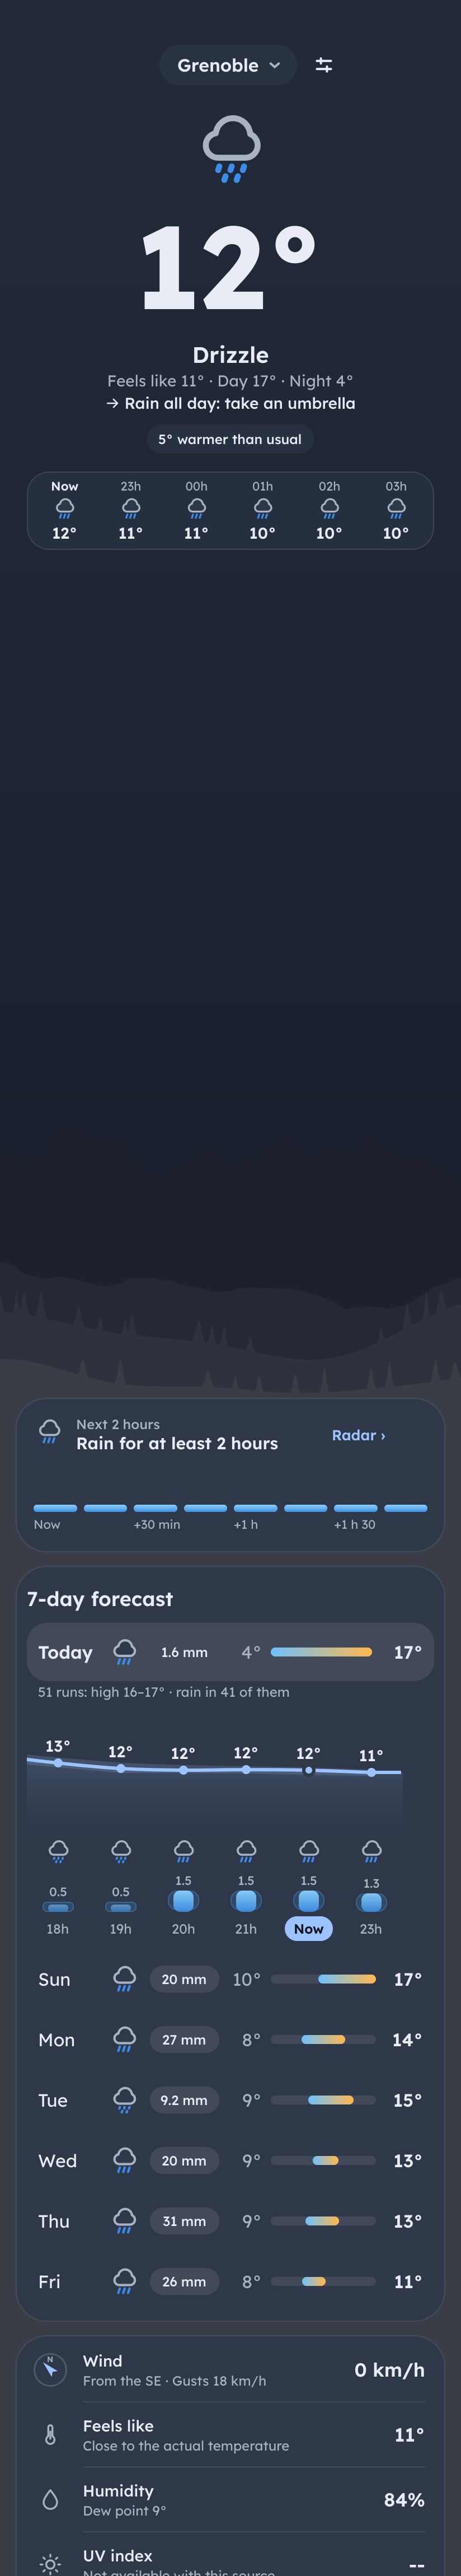 Grenoble
12°
Drizzle
Feels like 11° · Day 17° · Night 4°
→ Rain all day: take an umbrella
5° warmer than usual
Now 23h 00h 01h 02h 03h
12° 11° 11° 10° 10° 10°
Next 2 hours
Rain for at least 2 hours
Radar ›
Now +30 min +1 h +1 h 30
7-day forecast
Today 1.6 mm 4° 17°
51 runs: high 16–17° · rain in 41 of them
13° 12° 12° 12° 12° 11°
0.5 0.5 1.5 1.5 1.5 1.3
18h 19h 20h 21h Now 23h
Sun 20 mm 10° 17°
Mon 27 mm 8° 14°
Tue 9.2 mm 9° 15°
Wed 20 mm 9° 13°
Thu 31 mm 9° 13°
Fri 26 mm 8° 11°
N
Wind
From the SE · Gusts 18 km/h
0 km/h
Feels like
Close to the actual temperature
11°
Humidity
Dew point 9°
84%
UV index
Not available with this source
--